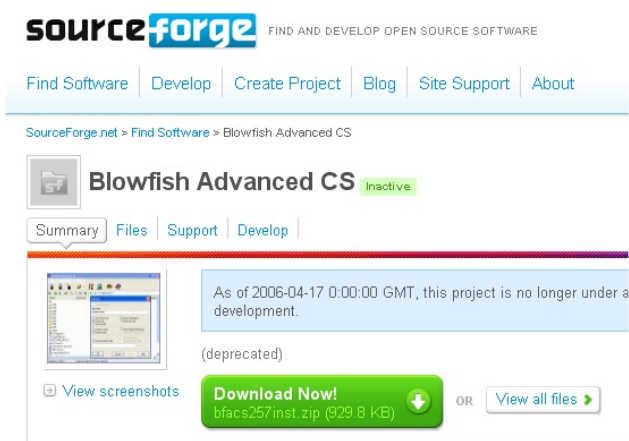 sourceforge FIND AND DEVELOP OPEN SOURCE SOFTWARE
Find Software Develop Create Project Blog Site Support About
SourceForge.net > Find Software > Blowfish Advanced CS
sf Blowfish Advanced CS Inactive
Summary Files Support Develop
As of 2006-04-17 0:00:00 GMT, this project is no longer under a
development.
(deprecated)
View screenshots
Download Now!
bfacs257inst.zip (929.8 KB)
OR View all files